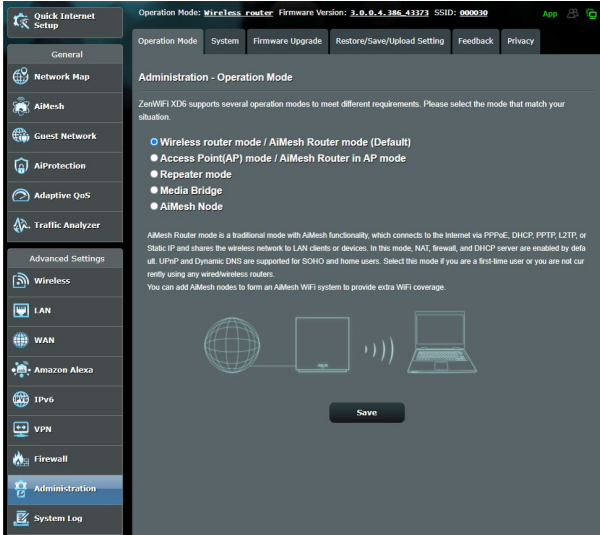 Quick Internet
Setup
General
Network Map
AiMesh
Guest Network
AiProtection
Adaptive QoS
Traffic Analyzer
Advanced Settings
Wireless
LAN
WAN
Amazon Alexa
IPv6
VPN
Firewall
Administration
System Log
Operation Mode: Wireless router Firmware Version: 3.0.0.4.386_43373 SSID: 000030 App
Operation Mode System Firmware Upgrade Restore/Save/Upload Setting Feedback Privacy
Administration - Operation Mode
ZenWiFi XD6 supports several operation modes to meet different requirements. Please select the mode that match your
situation.
Wireless router mode / AiMesh Router mode (Default)
Access Point(AP) mode / AiMesh Router in AP mode
Repeater mode
Media Bridge
AiMesh Node
AiMesh Router mode is a traditional mode with AiMesh functionality, which connects to the Internet via PPPoE, DHCP, PPTP, L2TP, or
Static IP and shares the wireless network to LAN clients or devices. In this mode, NAT, firewall, and DHCP server are enabled by defa
ult. UPnP and Dynamic DNS are supported for SOHO and home users. Select this mode if you are a first-time user or you are not cur
rently using any wired/wireless routers.
You can add AiMesh nodes to form an AiMesh WiFi system to provide extra WiFi coverage.
Save